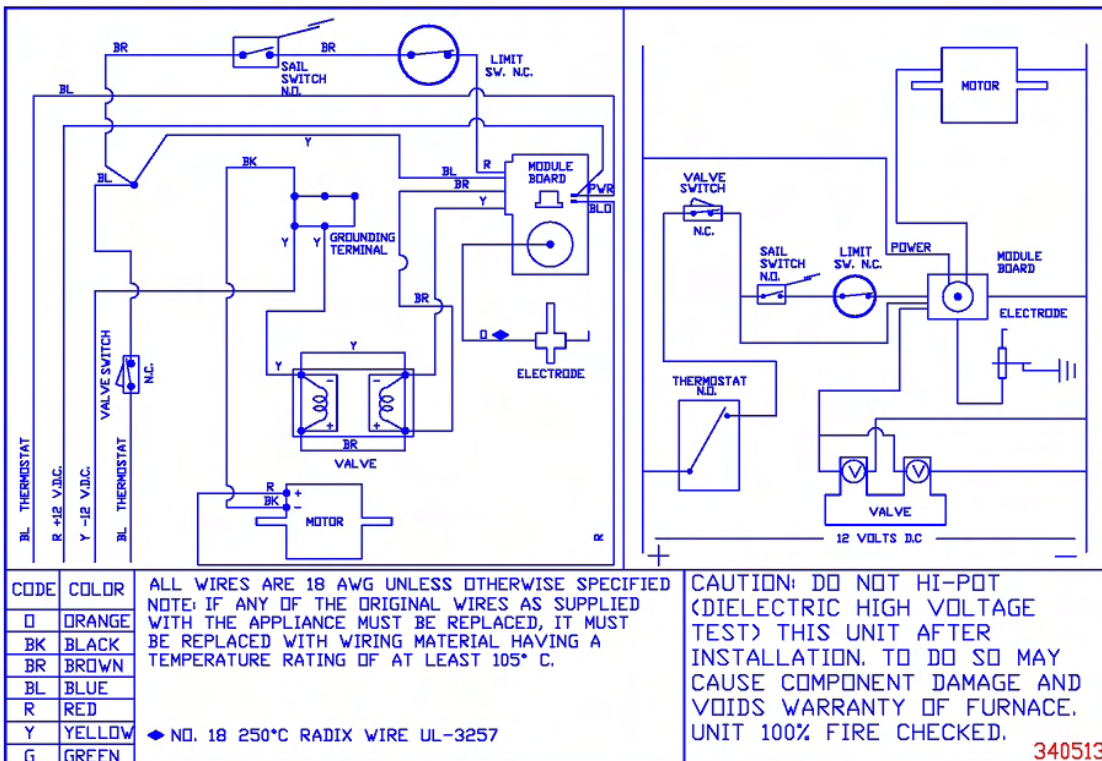 BR
BR
SAIL
SWITCH
N.O.
LIMIT
SW. N.C.
BL
Y
BK
R
BL
BR
Y
MODULE
BOARD
PWR
BLO
BL
Y
Y
GROUNDING
TERMINAL
BR
O ◆
ELECTRODE
VALVE SWITCH
N.C.
Y
Y
−
−
+
+
BR
VALVE
R
BK
+
−
MOTOR
R
BL THERMOSTAT
R +12 V.D.C.
Y -12 V.D.C.
BL THERMOSTAT
MOTOR
VALVE
SWITCH
N.C.
SAIL
SWITCH
N.O.
LIMIT
SW. N.C.
POWER
MODULE
BOARD
ELECTRODE
THERMOSTAT
N.O.
V
V
VALVE
12 VOLTS D.C
+
−
CODE COLOR
O ORANGE
BK BLACK
BR BROWN
BL BLUE
R RED
Y YELLOW
G GREEN
ALL WIRES ARE 18 AWG UNLESS OTHERWISE SPECIFIED
NOTE: IF ANY OF THE ORIGINAL WIRES AS SUPPLIED
WITH THE APPLIANCE MUST BE REPLACED, IT MUST
BE REPLACED WITH WIRING MATERIAL HAVING A
TEMPERATURE RATING OF AT LEAST 105° C.
◆ NO. 18 250°C RADIX WIRE UL-3257
CAUTION: DO NOT HI-POT
(DIELECTRIC HIGH VOLTAGE
TEST) THIS UNIT AFTER
INSTALLATION. TO DO SO MAY
CAUSE COMPONENT DAMAGE AND
VOIDS WARRANTY OF FURNACE.
UNIT 100% FIRE CHECKED.
340513